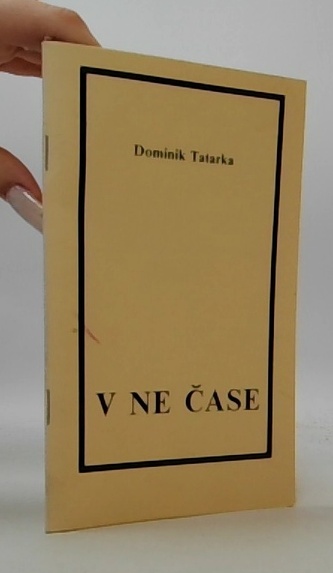 Dominik Tatarka
V NE ČASE